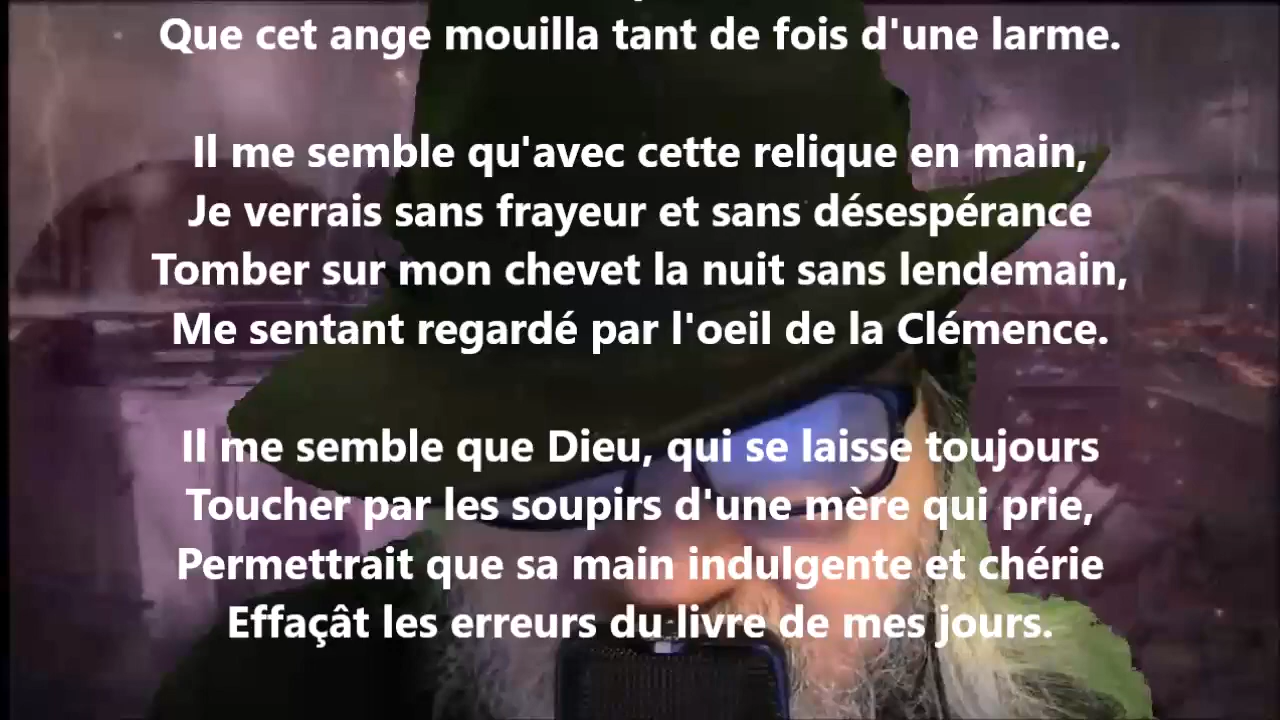 Que cet ange mouilla tant de fois d'une larme.
Il me semble qu'avec cette relique en main,
Je verrais sans frayeur et sans désespérance
Tomber sur mon chevet la nuit sans lendemain,
Me sentant regardé par l'oeil de la Clémence.
Il me semble que Dieu, qui se laisse toujours
Toucher par les soupirs d'une mère qui prie,
Permettrait que sa main indulgente et chérie
Effaçât les erreurs du livre de mes jours.